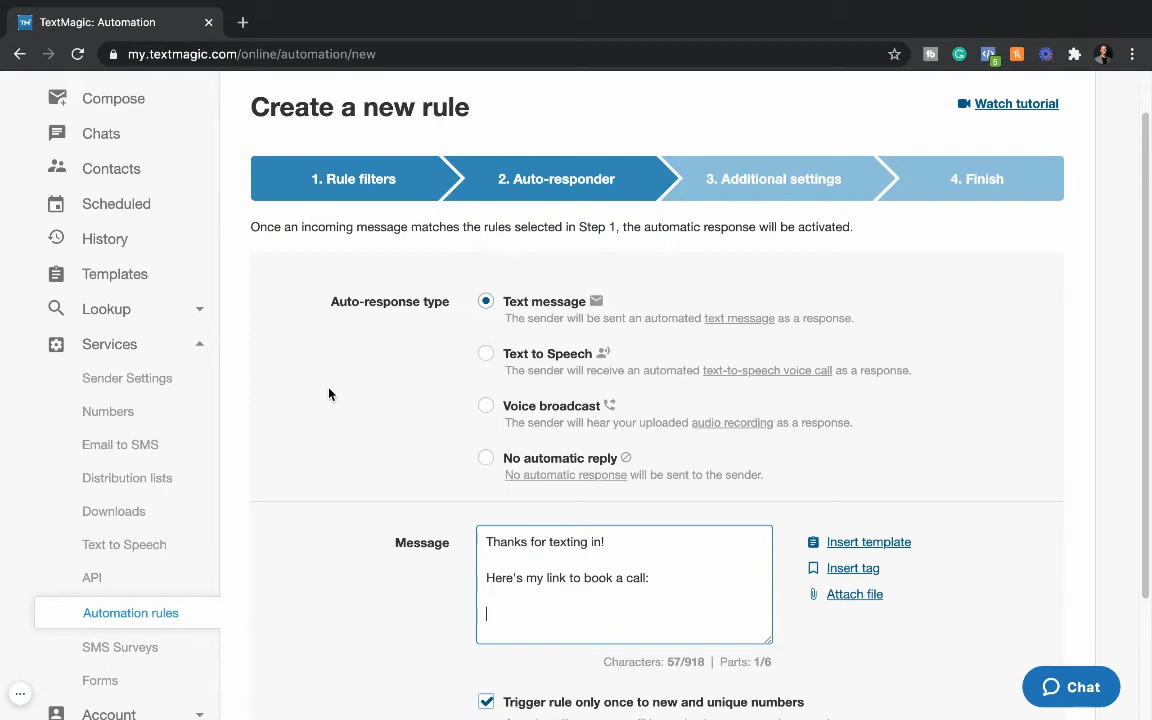 TM TextMagic: Automation
my.textmagic.com/online/automation/new
5
Compose
Chats
Contacts
Scheduled
History
Templates
Lookup
Services
Sender Settings
Numbers
Email to SMS
Distribution lists
Downloads
Text to Speech
API
Automation rules
SMS Surveys
Forms
Account
Create a new rule
Watch tutorial
1. Rule filters
2. Auto-responder
3. Additional settings
4. Finish
Once an incoming message matches the rules selected in Step 1, the automatic response will be activated.
Auto-response type
Text message
The sender will be sent an automated text message as a response.
Text to Speech
The sender will receive an automated text-to-speech voice call as a response.
Voice broadcast
The sender will hear your uploaded audio recording as a response.
No automatic reply
No automatic response will be sent to the sender.
Message
Thanks for texting in!
Here's my link to book a call:
Insert template
Insert tag
Attach file
Characters: 57/918 | Parts: 1/6
Trigger rule only once to new and unique numbers
Chat